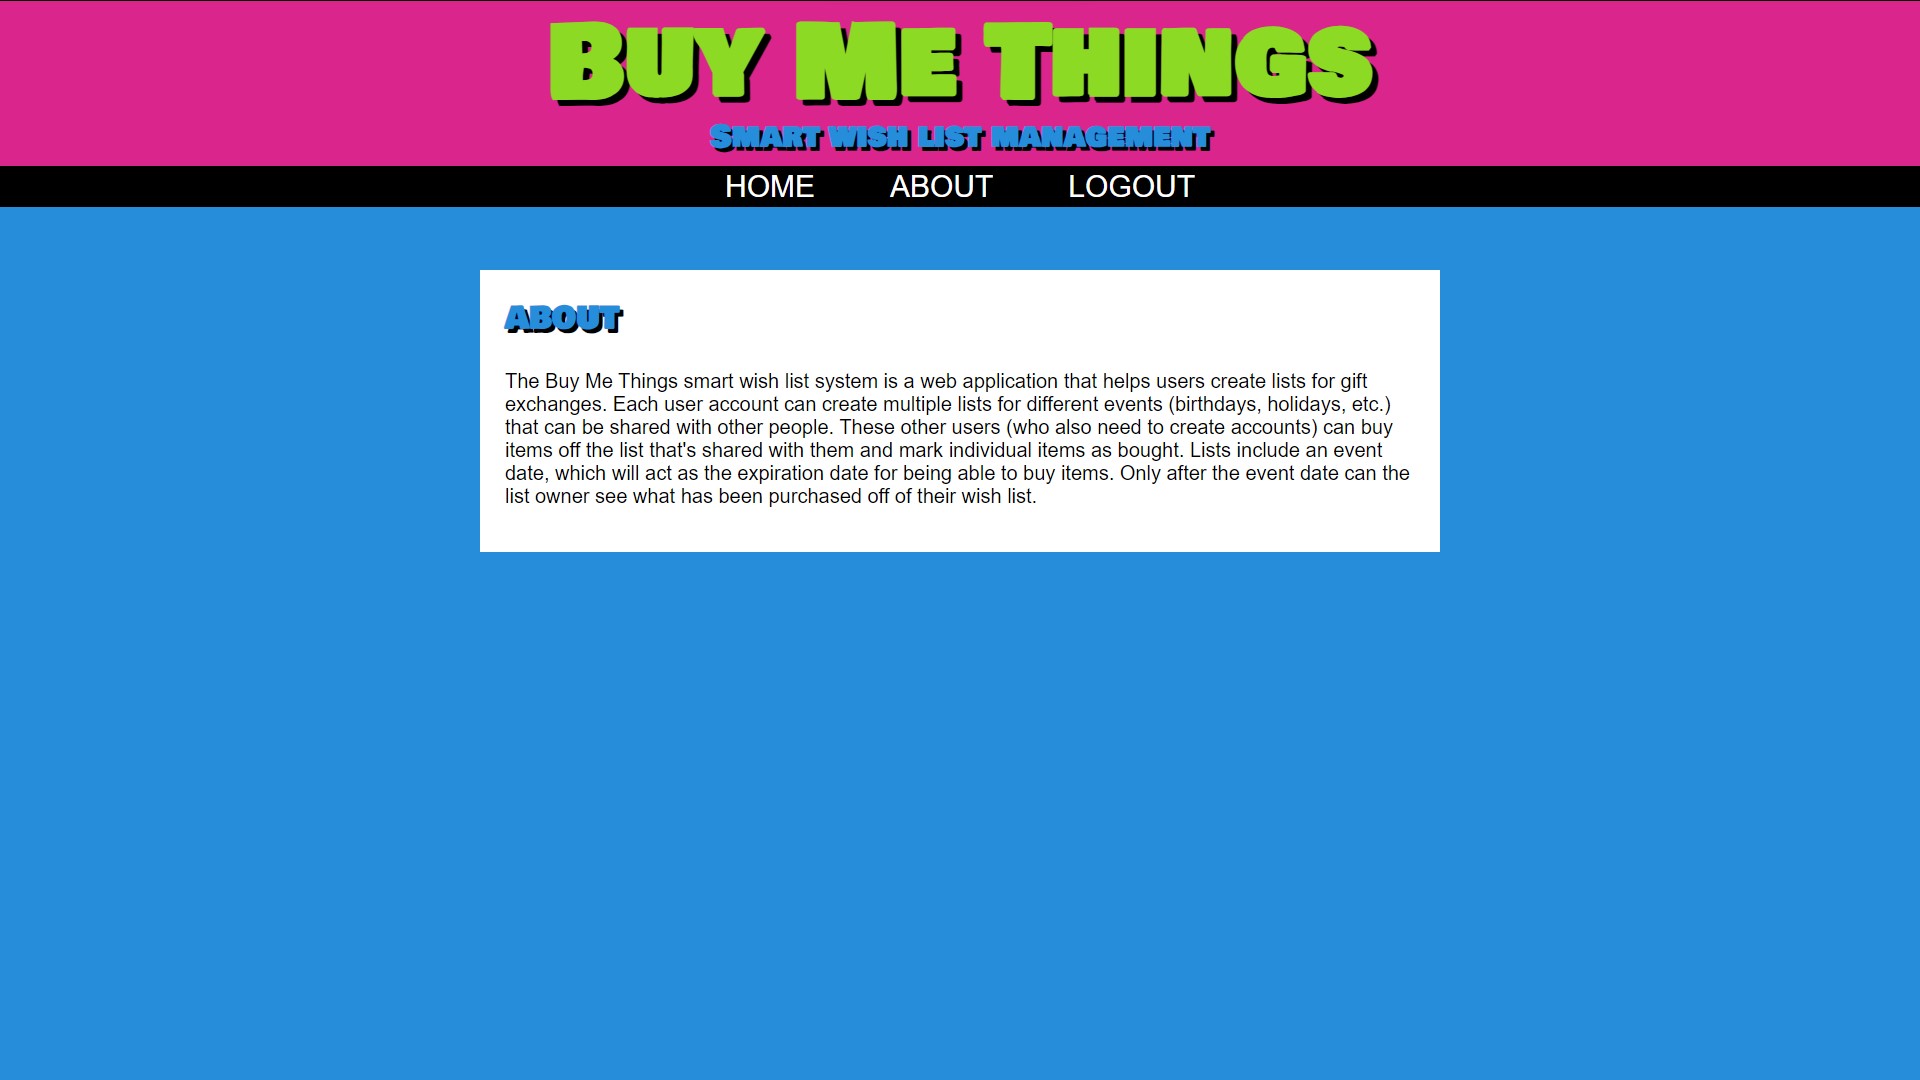 Buy Me Things
Smart wish list management
HOME ABOUT LOGOUT
About
The Buy Me Things smart wish list system is a web application that helps users create lists for gift
exchanges. Each user account can create multiple lists for different events (birthdays, holidays, etc.)
that can be shared with other people. These other users (who also need to create accounts) can buy
items off the list that's shared with them and mark individual items as bought. Lists include an event
date, which will act as the expiration date for being able to buy items. Only after the event date can the
list owner see what has been purchased off of their wish list.